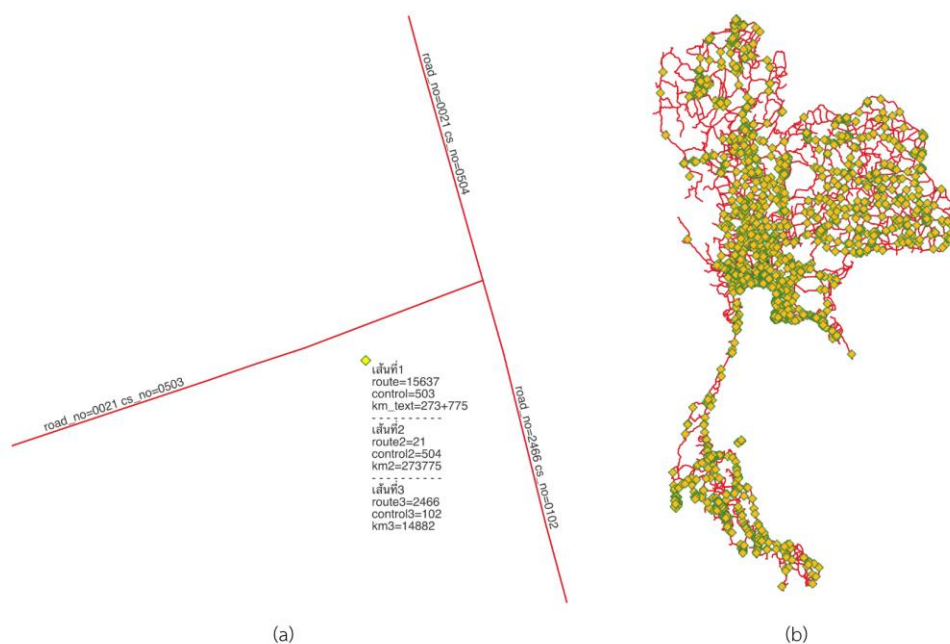 road_no=0021 cs_no=0504
road_no=0021 cs_no=0503
เส้นที่1
route=15637
control=503
km_text=273+775
- - - - - - - - - - -
เส้นที่2
route2=21
control2=504
km2=273775
- - - - - - - - - - -
เส้นที่3
route3=2466
control3=102
km3=14882
road_no=2466 cs_no=0102
(a)
(b)